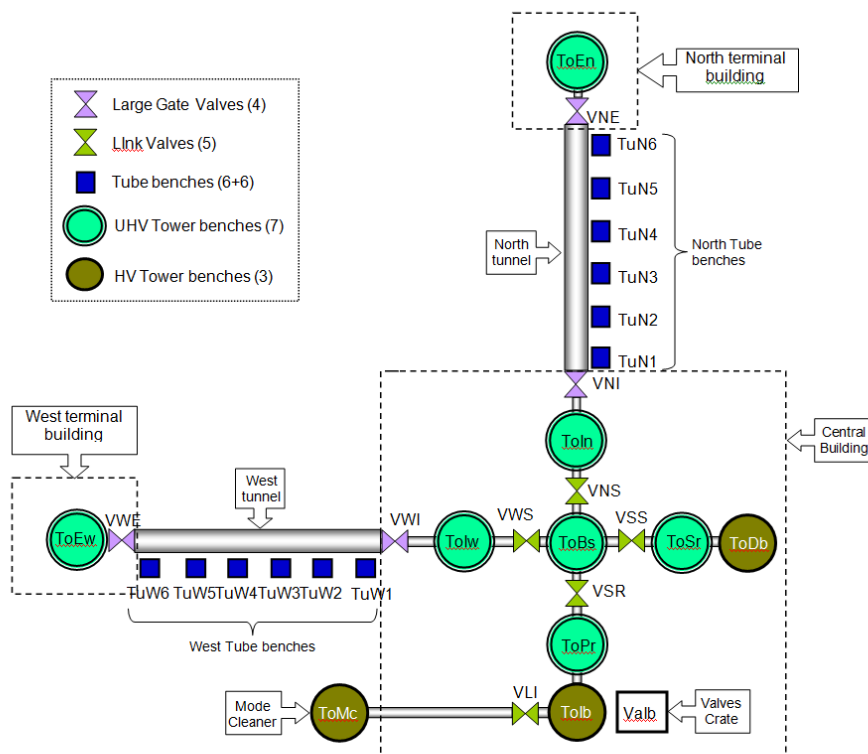 ToEn
North terminal
building
Large Gate Valves (4)
LInk Valves (5)
Tube benches (6+6)
UHV Tower benches (7)
HV Tower benches (3)
VNE
TuN6
TuN5
TuN4
TuN3
TuN2
TuN1
North
tunnel
North Tube
benches
VNI
West terminal
building
ToIn
Central
Building
West
tunnel
VNS
VWE
VWI
VWS
VSS
ToEw
ToIw
ToBs
ToSr
ToDb
TuW6
TuW5
TuW4
TuW3
TuW2
TuW1
VSR
West Tube benches
ToPr
VLI
Mode
Cleaner
ToMc
ToIb
Valb
Valves
Crate